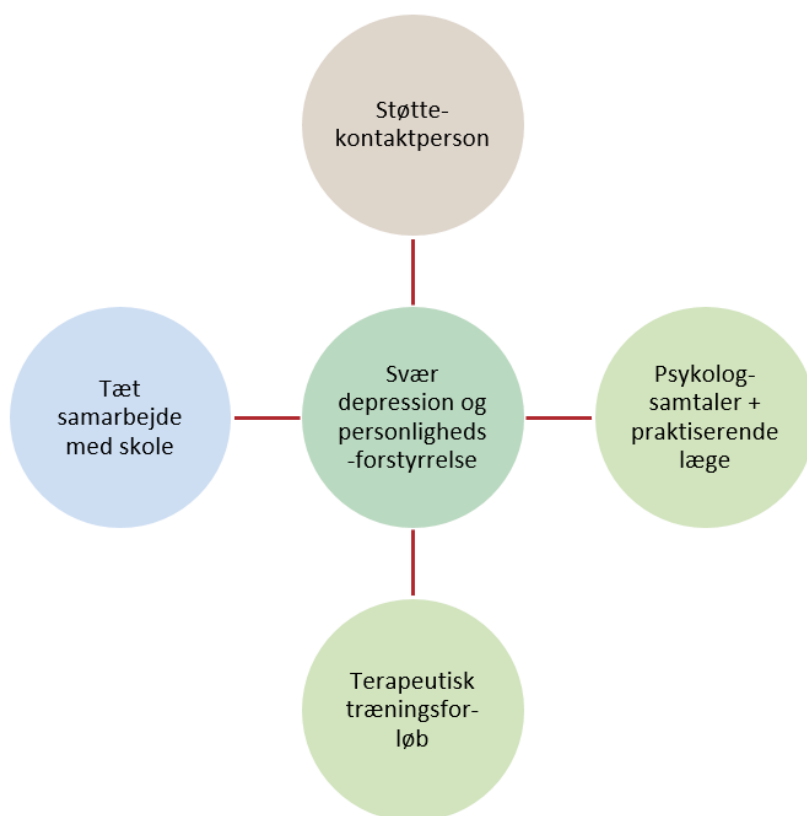 Støtte-
kontaktperson
Tæt
samarbejde
med skole
Svær
depression og
personligheds
-forstyrrelse
Psykolog-
samtaler +
praktiserende
læge
Terapeutisk
træningsfor-
løb